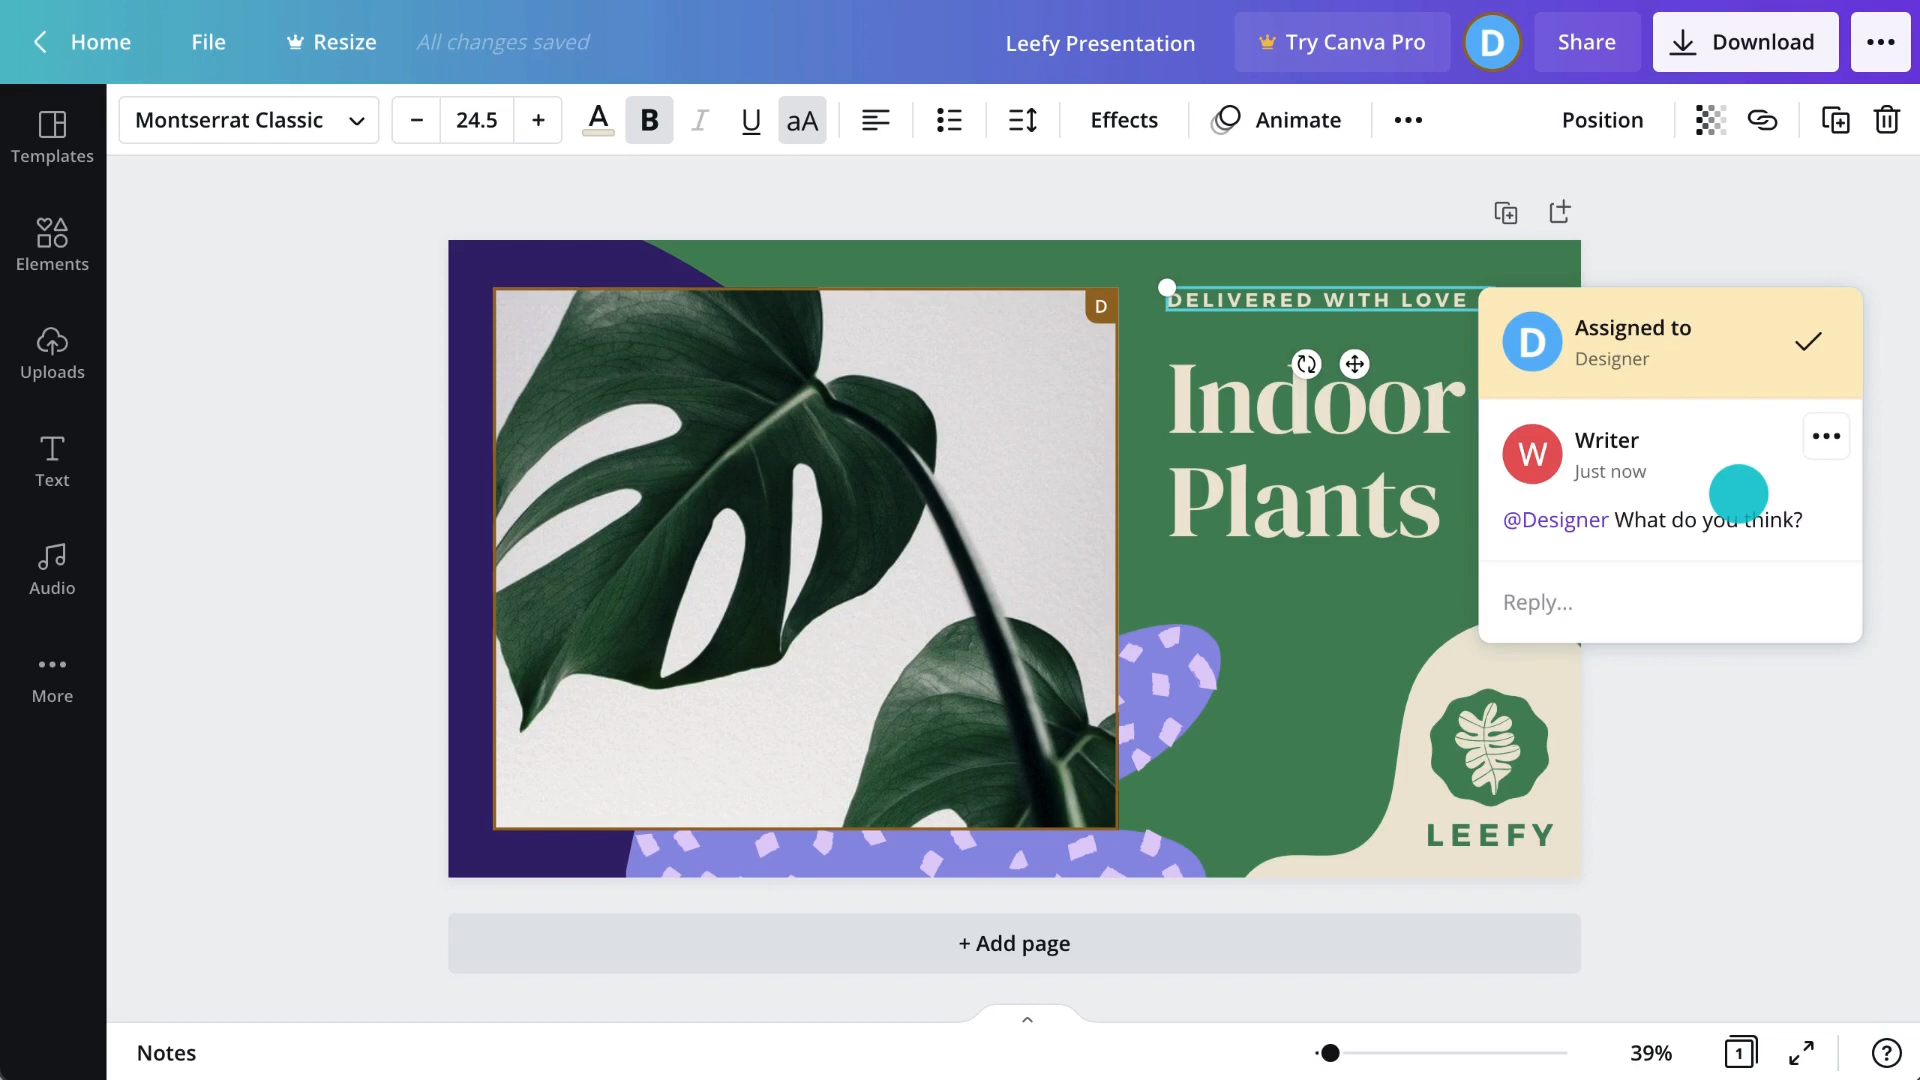 Home
File
Resize
All changes saved
Leefy Presentation
Try Canva Pro
D
Share
Download
Montserrat Classic
− 24.5 +
A
B
I
U
aA
Effects
Animate
Position
Templates
Elements
Uploads
Text
Audio
More
D
DELIVERED WITH LOVE
Indoor
Plants
LEEFY
D
Assigned to
Designer
W
Writer
Just now
@Designer What do you think?
Reply...
+ Add page
Notes
39%
1
?